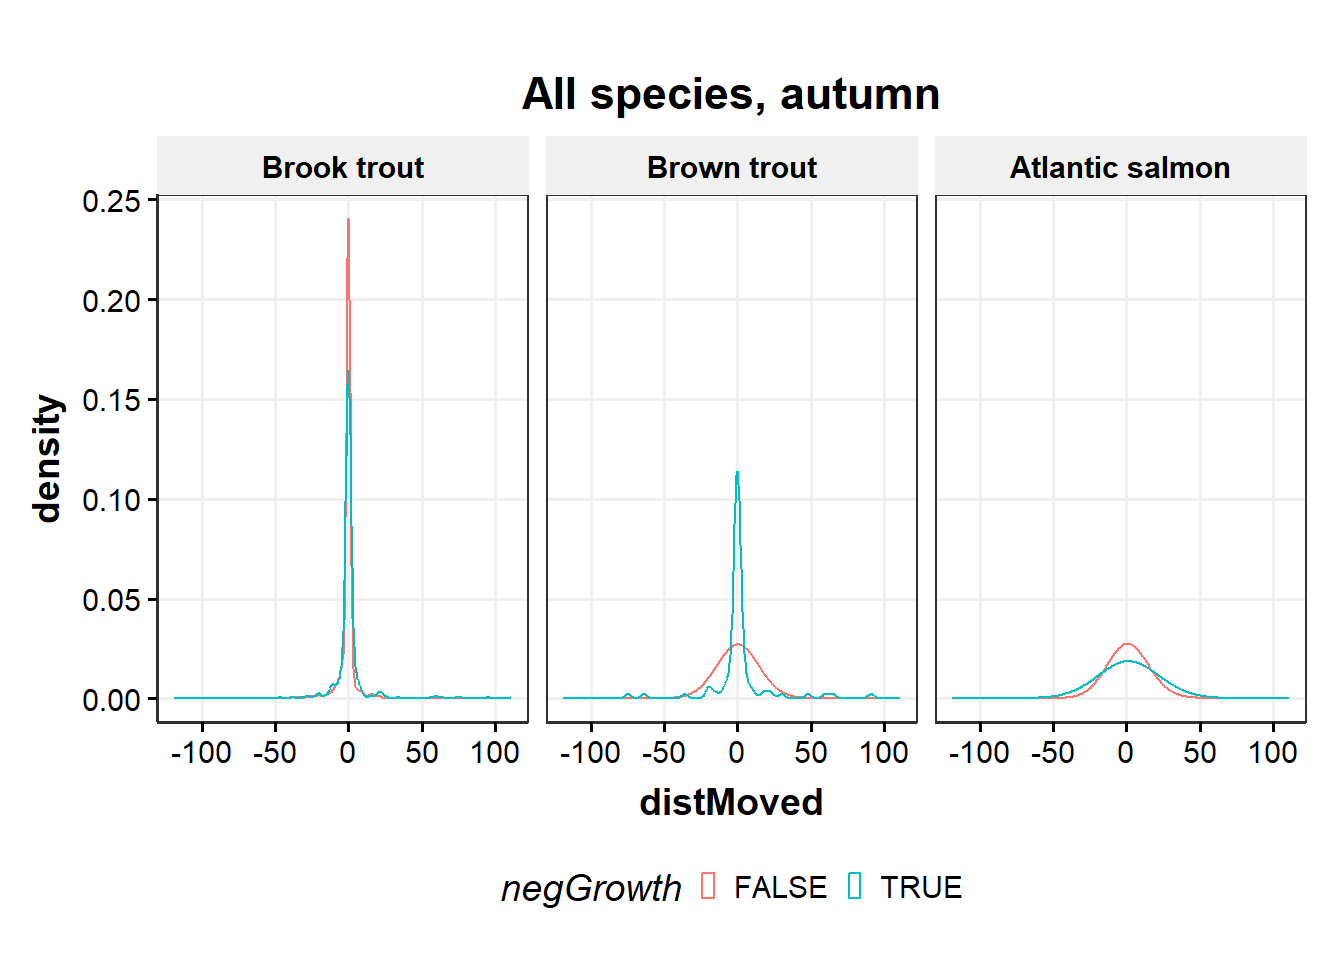 All species, autumn
Brook trout Brown trout Atlantic salmon
0.25
0.20
0.15
0.10
0.05
0.00
density
-100 -50 0 50 100 -100 -50 0 50 100 -100 -50 0 50 100
distMoved
negGrowth FALSE TRUE